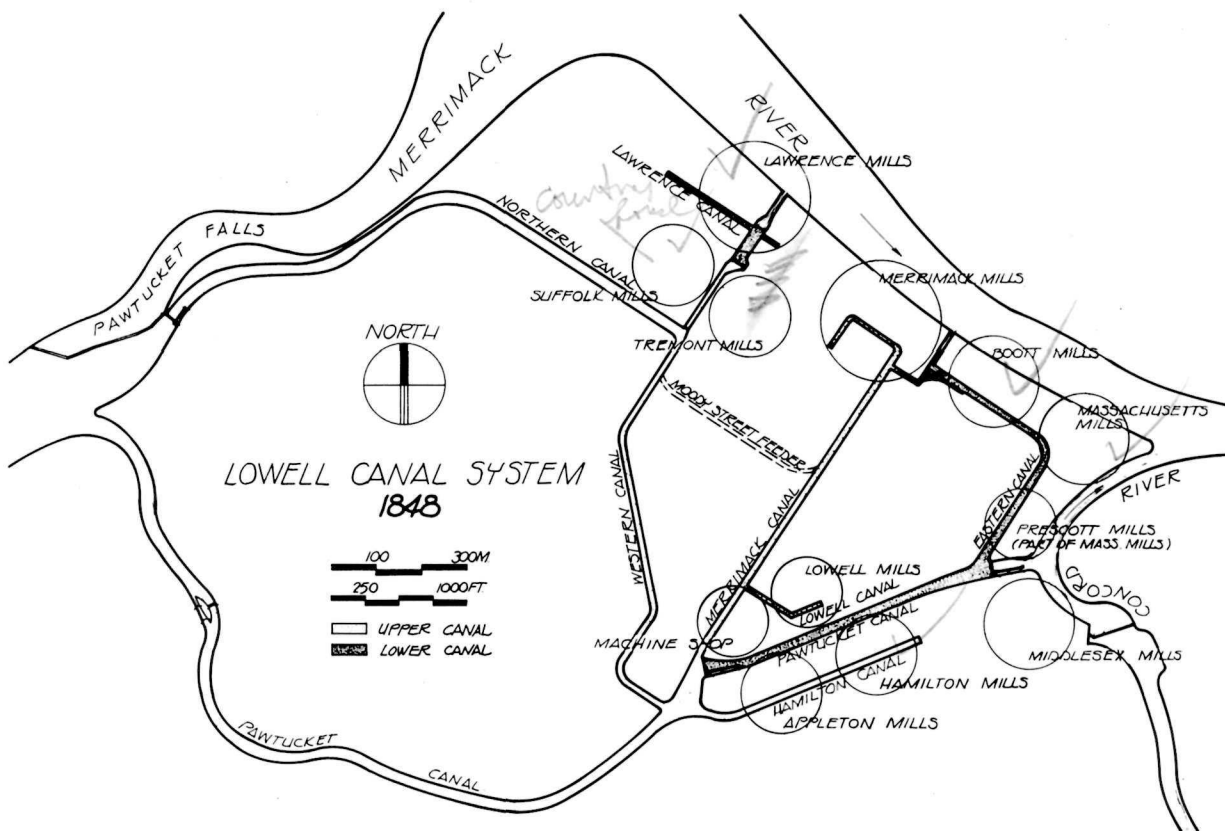 MERRIMACK
RIVER
PAWTUCKET FALLS
LAWRENCE MILLS
LAWRENCE CANAL
NORTHERN CANAL
SUFFOLK MILLS
TREMONT MILLS
MERRIMACK MILLS
BOOTT MILLS
MASSACHUSETTS
MILLS
NORTH
MOODY STREET FEEDER
LOWELL CANAL SYSTEM
1848
100 300M.
250 1000FT.
UPPER CANAL
LOWER CANAL
WESTERN CANAL
MERRIMACK CANAL
EASTERN CANAL
PRESCOTT MILLS
(PART OF MASS. MILLS)
CONCORD
RIVER
LOWELL MILLS
LOWELL CANAL
MACHINE SHOP
PAWTUCKET CANAL
HAMILTON CANAL
HAMILTON MILLS
APPLETON MILLS
MIDDLESEX MILLS
PAWTUCKET
CANAL